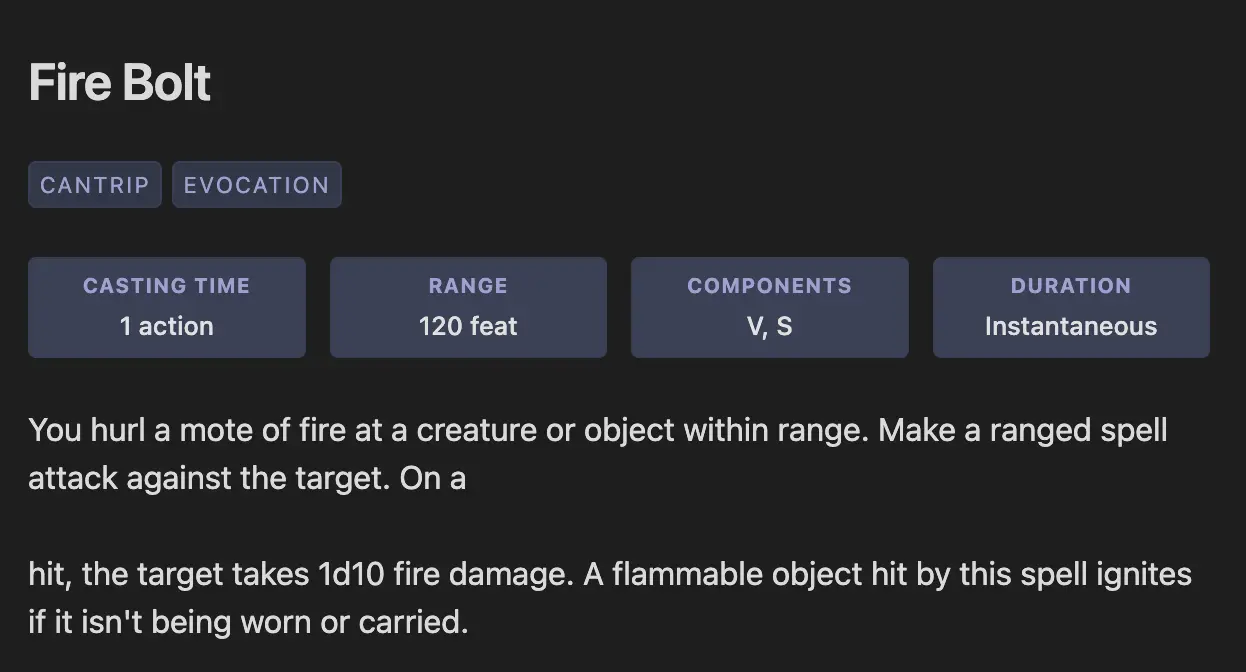 Fire Bolt
CANTRIP EVOCATION
CASTING TIME RANGE COMPONENTS DURATION
1 action 120 feat V, S Instantaneous
You hurl a mote of fire at a creature or object within range. Make a ranged spell
attack against the target. On a
hit, the target takes 1d10 fire damage. A flammable object hit by this spell ignites
if it isn't being worn or carried.